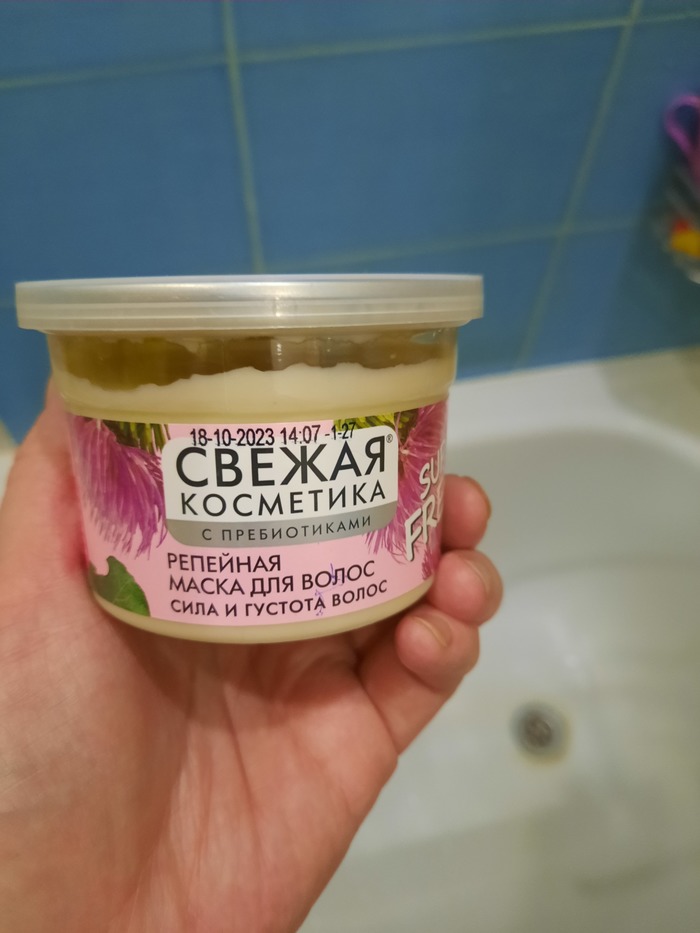 18-10-2023 14:07 -1-27
СВЕЖАЯ®
КОСМЕТИКА
С ПРЕБИОТИКАМИ
РЕПЕЙНАЯ
МАСКА ДЛЯ ВОЛОС
СИЛА И ГУСТОТА ВОЛОС